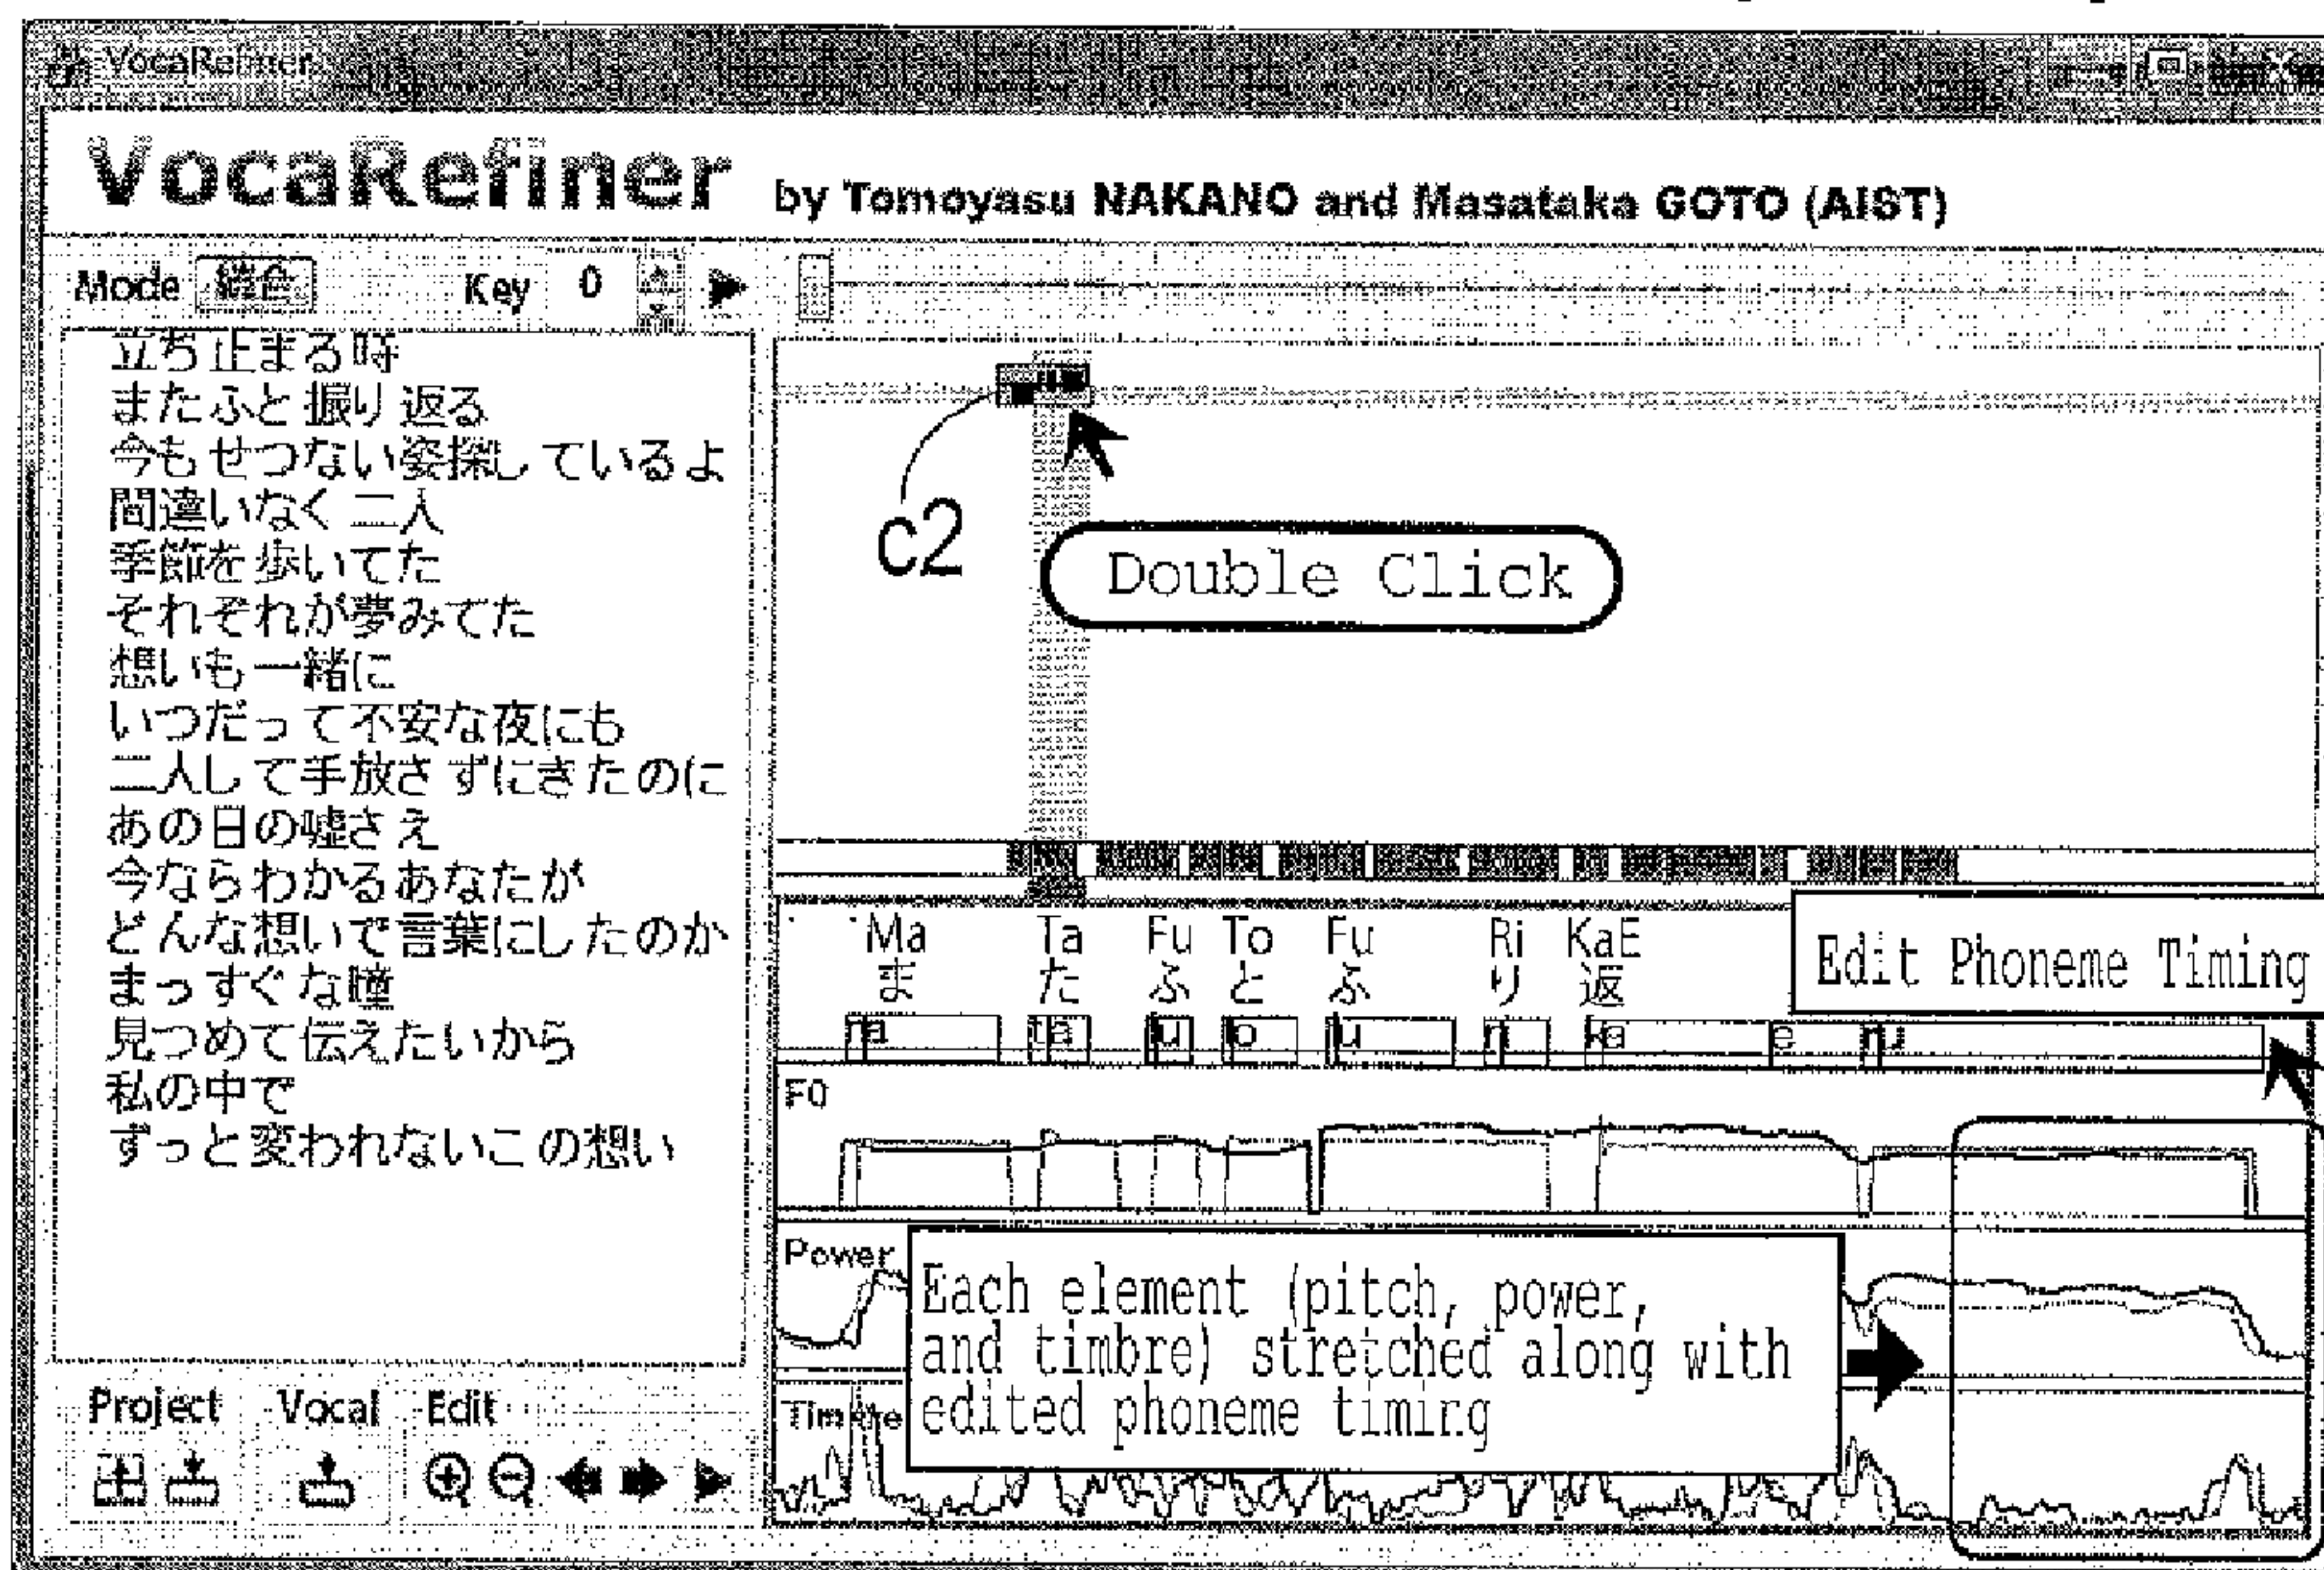 VocaRefiner
VocaRefiner by Tomoyasu NAKANO and Masataka GOTO (AIST)
Mode 統合 Key 0
立ち止まる時
またふと振り返る
今もせつない姿探しているよ
間違いなく二人
季節を歩いてた
それぞれが夢みてた
想いも一緒に
いつだって不安な夜にも
二人して手放さずにきたのに
あの日の嘘さえ
今ならわかるあなたが
どんな想いで言葉にしたのか
まっすぐな瞳
見つめて伝えたいから
私の中で
ずっと変われないこの想い
Project Vocal Edit
c2
Double Click
Ma Ta Fu To Fu Ri KaE
ま た ふ と ふ り 返
Edit Phoneme Timing
ta u to u ka e
F0
Power
Each element (pitch, power,
and timbre) stretched along with
edited phoneme timing